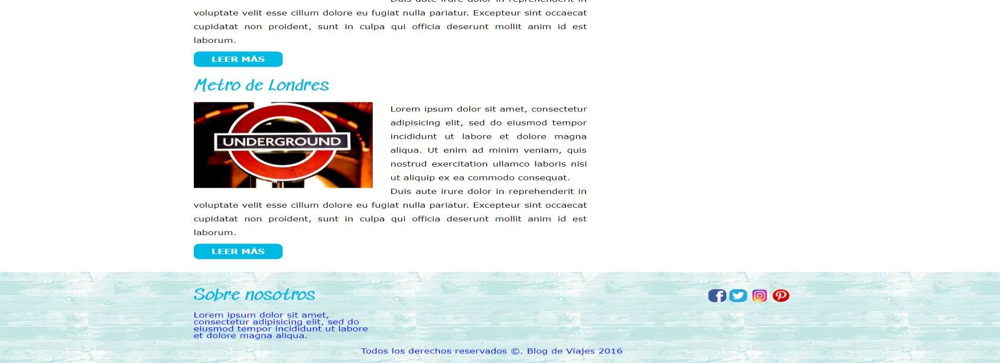 Duis aute irure dolor in reprehenderit in
voluptate velit esse cillum dolore eu fugiat nulla pariatur. Excepteur sint occaecat
cupidatat non proident, sunt in culpa qui officia deserunt mollit anim id est
laborum.
LEER MÁS
Metro de Londres
UNDERGROUND
Lorem ipsum dolor sit amet, consectetur
adipisicing elit, sed do eiusmod tempor
incididunt ut labore et dolore magna
aliqua. Ut enim ad minim veniam, quis
nostrud exercitation ullamco laboris nisi
ut aliquip ex ea commodo consequat.
Duis aute irure dolor in reprehenderit in
voluptate velit esse cillum dolore eu fugiat nulla pariatur. Excepteur sint occaecat
cupidatat non proident, sunt in culpa qui officia deserunt mollit anim id est
laborum.
LEER MÁS
Sobre nosotros
Lorem ipsum dolor sit amet,
consectetur adipisicing elit, sed do
eiusmod tempor incididunt ut labore
et dolore magna aliqua.
Todos los derechos reservados ©. Blog de Viajes 2016